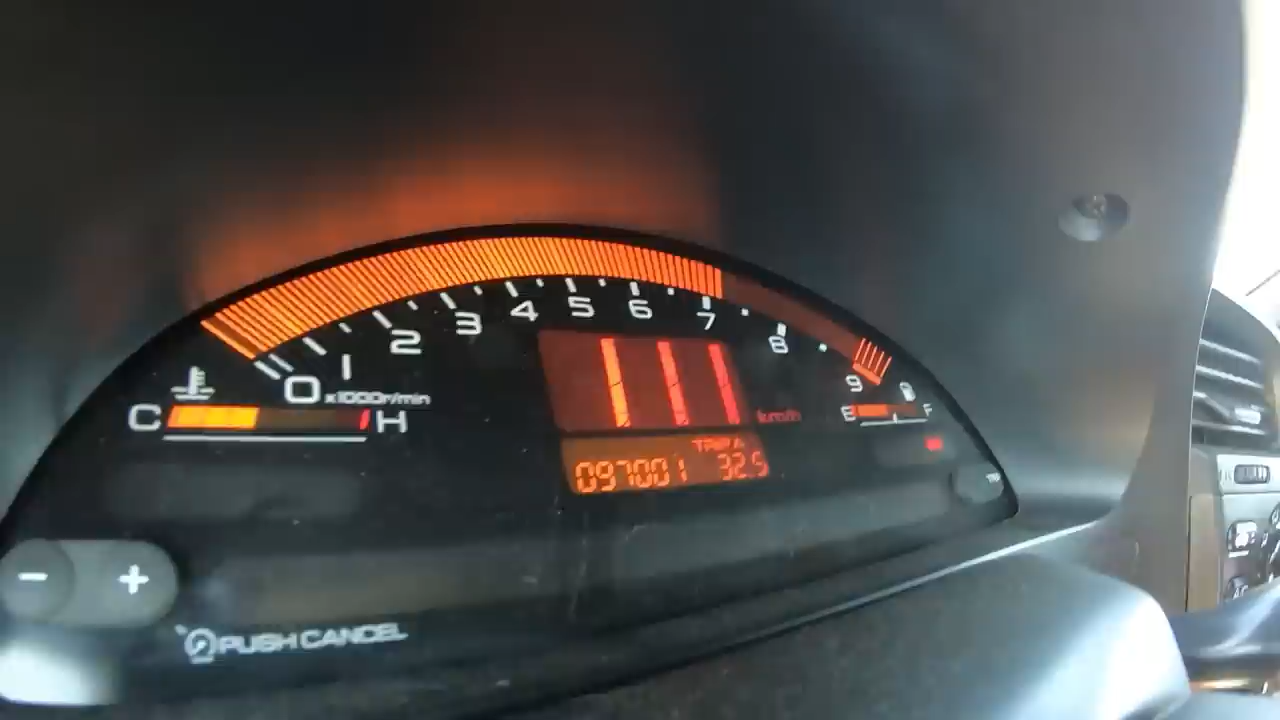 0 1 2 3 4 5 6 7 8 9
x1000r/min
C H
111 km/h
E F
TRIP A
097001 32.5
- +
PUSH CANCEL